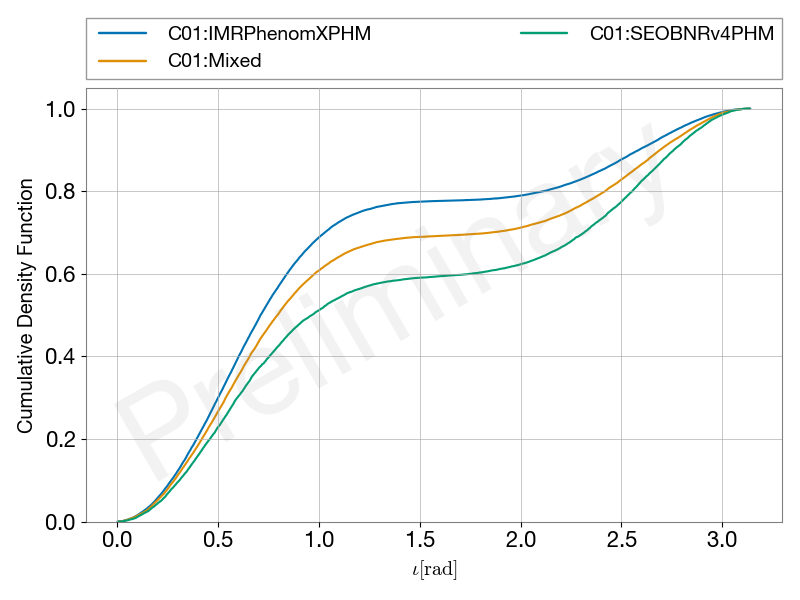 C01:IMRPhenomXPHM
C01:Mixed
C01:SEOBNRv4PHM
1.0
0.8
0.6
0.4
0.2
0.0
Cumulative Density Function
Preliminary
0.0 0.5 1.0 1.5 2.0 2.5 3.0
ι[rad]